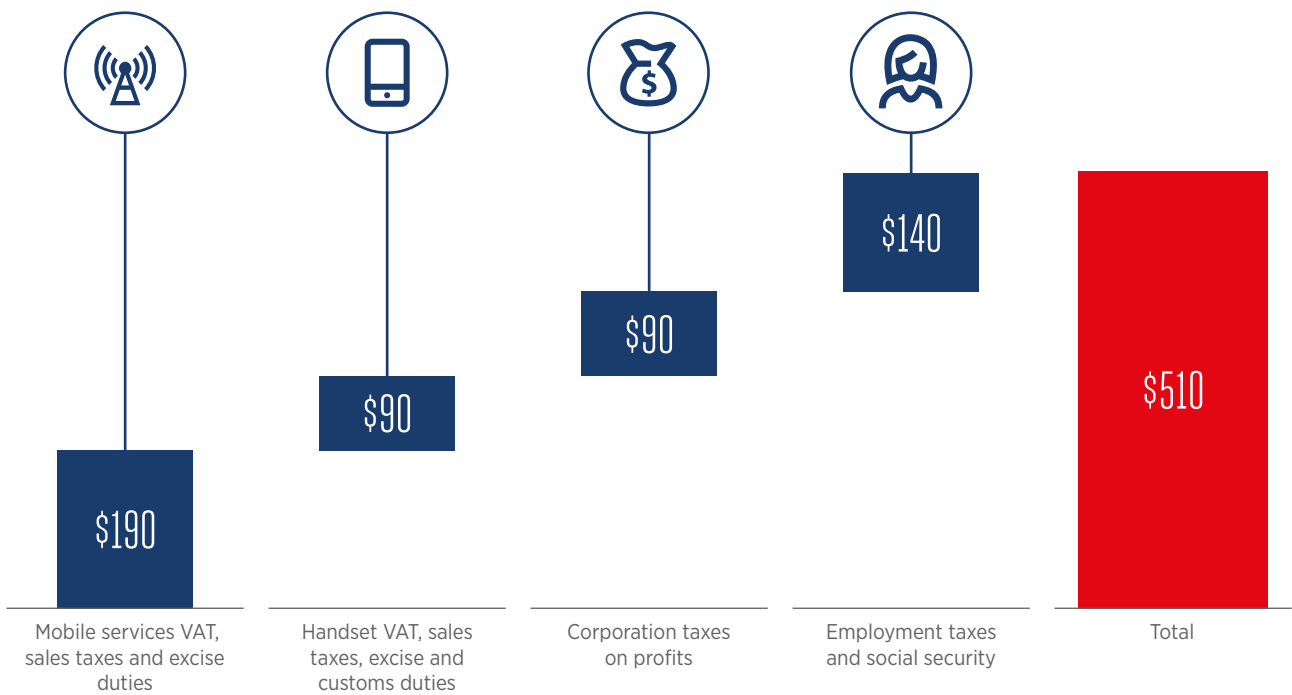 $
$140
$90
$90
$510
$190
Mobile services VAT,
sales taxes and excise
duties
Handset VAT, sales
taxes, excise and
customs duties
Corporation taxes
on profits
Employment taxes
and social security
Total